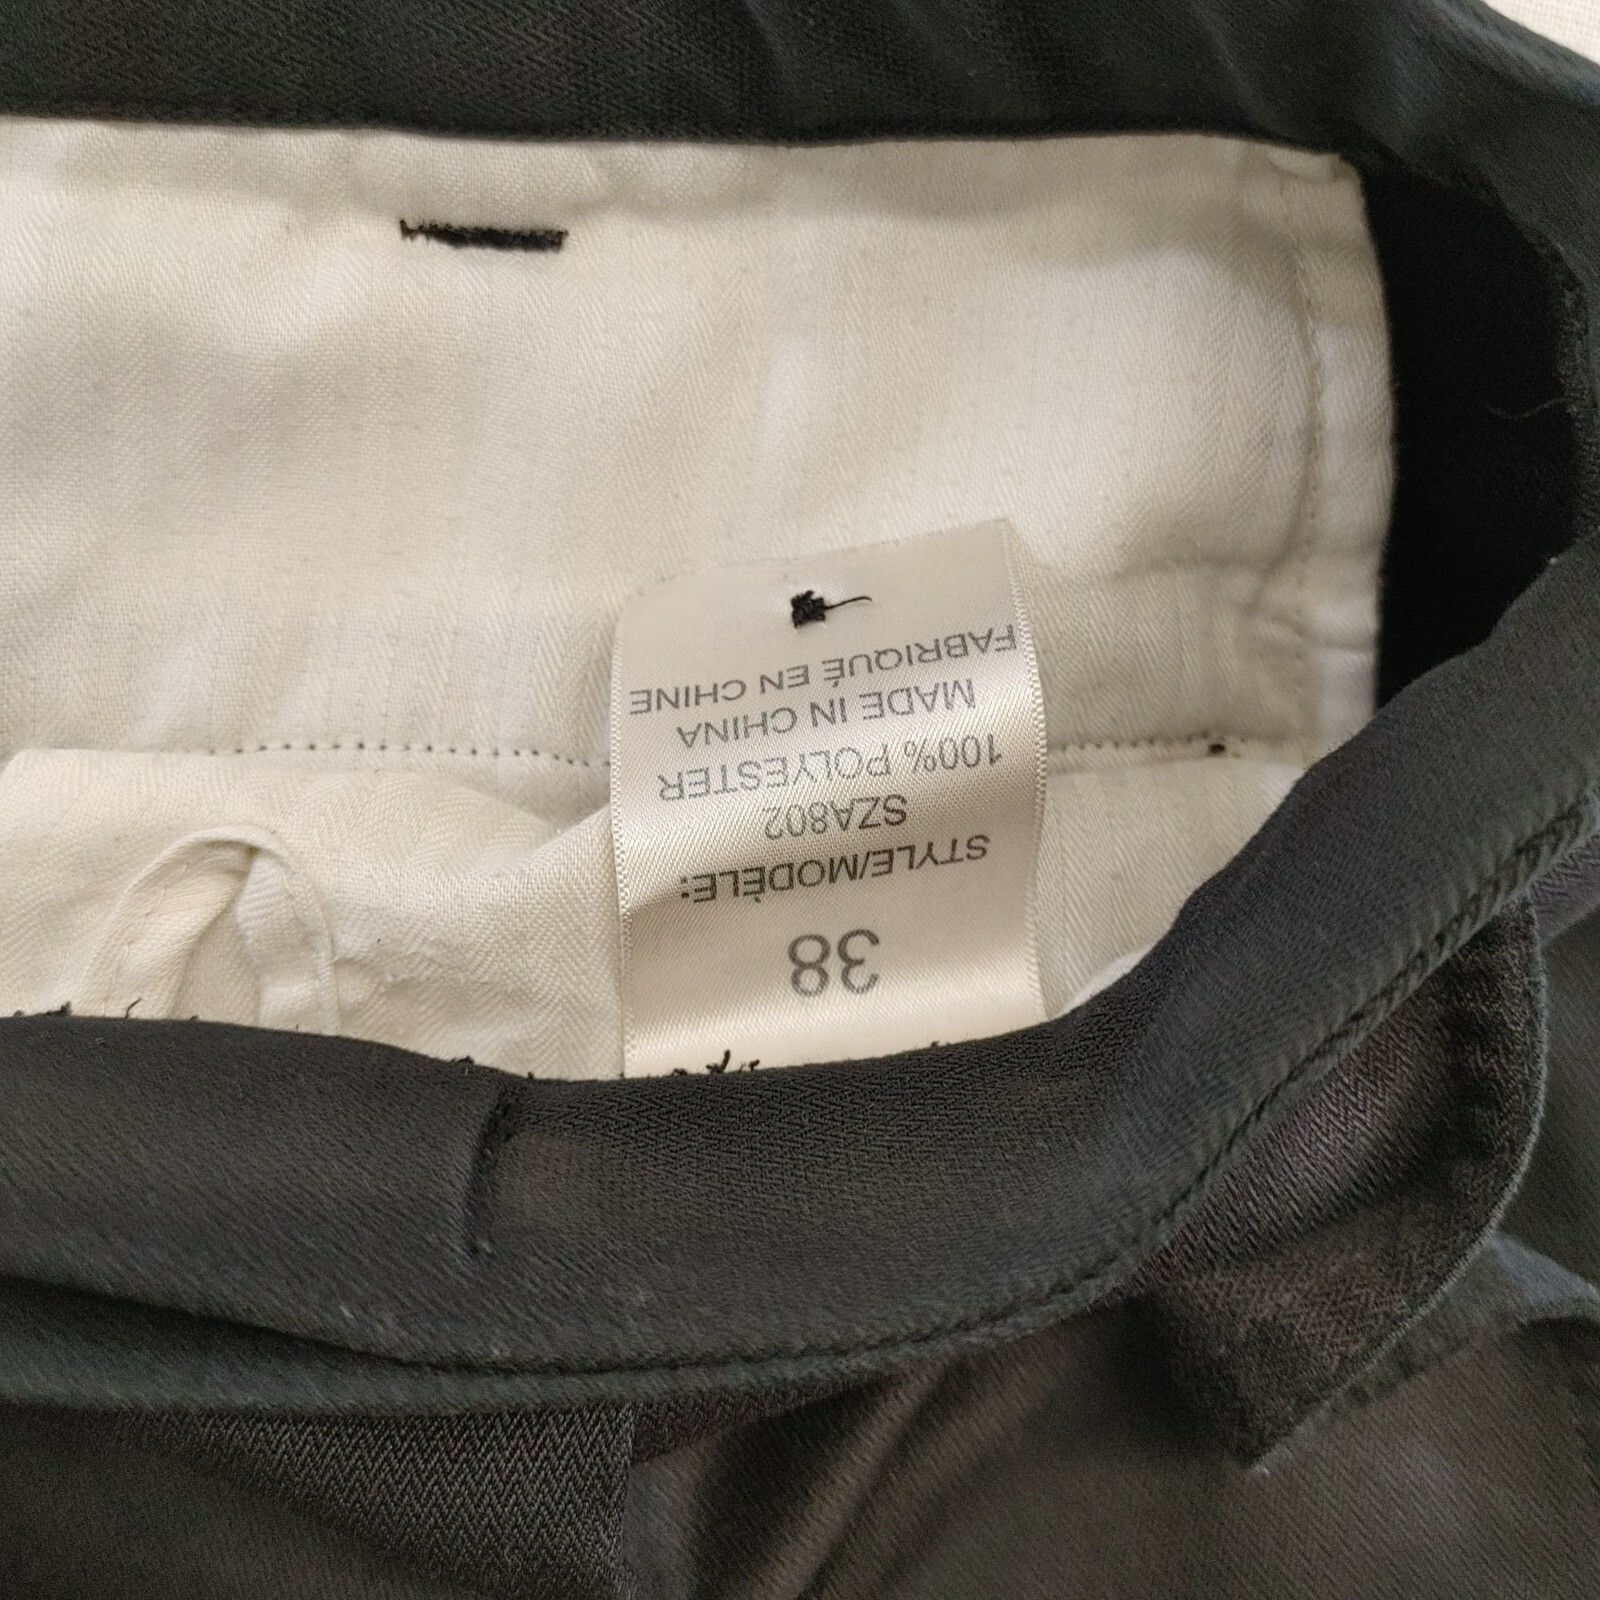 38
STYLE/MODÈLE:
SZA802
100% POLYESTER
MADE IN CHINA
FABRIQUÉ EN CHINE